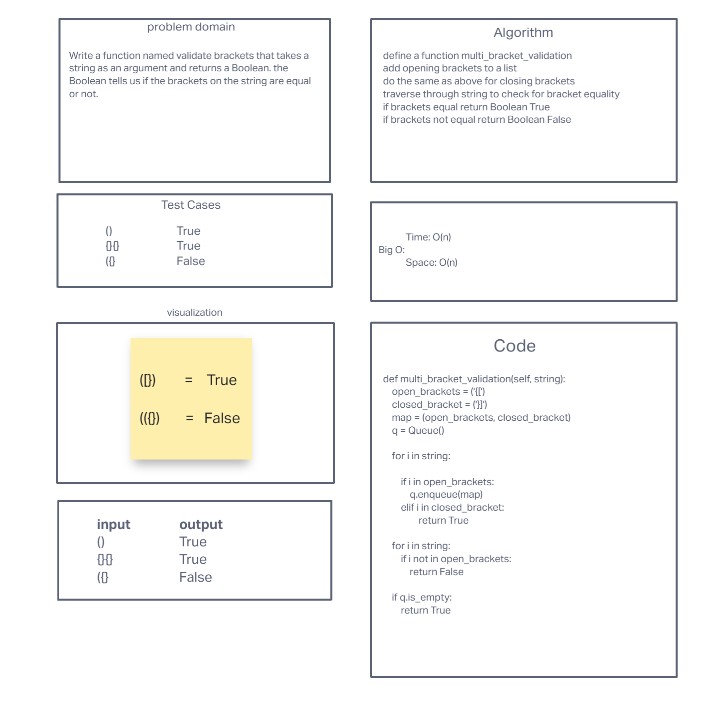 problem domain
Write a function named validate brackets that takes a
string as an argument and returns a Boolean. the
Boolean tells us if the brackets on the string are equal
or not.
Algorithm
define a function multi_bracket_validation
add opening brackets to a list
do the same as above for closing brackets
traverse through string to check for bracket equality
if brackets equal return Boolean True
if brackets not equal return Boolean False
Test Cases
() True
{}{} True
({} False
Time: O(n)
Big O:
Space: O(n)
visualization
([}) = True
(({}) = False
input output
() True
{}{} True
({} False
Code
def multi_bracket_validation(self, string):
open_brackets = ('{[')
closed_bracket = ('}]')
map = (open_brackets, closed_bracket)
q = Queue()
for i in string:
if i in open_brackets:
q.enqueue(map)
elif i in closed_bracket:
return True
for i in string:
if i not in open_brackets:
return False
if q.is_empty:
return True